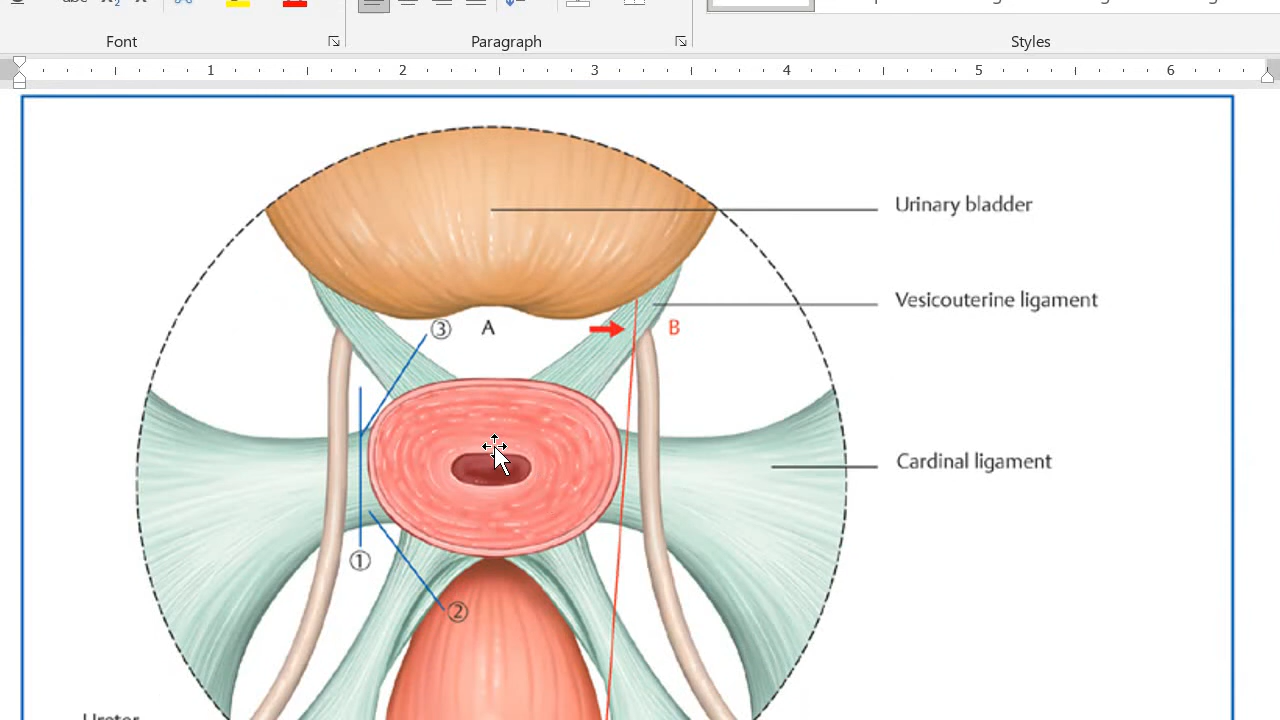 Font Paragraph Styles
1 2 3 4 5 6
Urinary bladder
Vesicouterine ligament
③ A B
Cardinal ligament
①
②